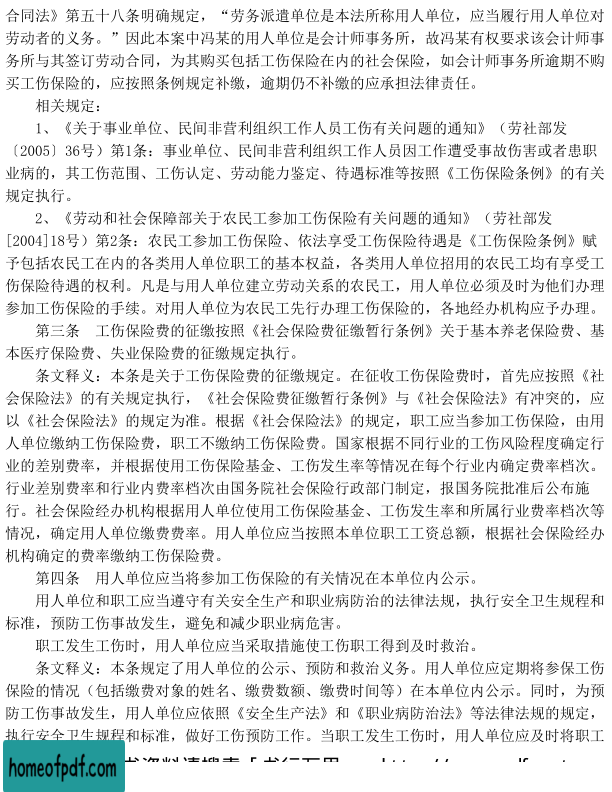 合同法》第五十八条明确规定，“劳务派遣单位是本法所称用人单位，应当履行用人单位对
劳动者的义务。”因此本案中冯某的用人单位是会计师事务所，故冯某有权要求该会计师事
务所与其签订劳动合同，为其购买包括工伤保险在内的社会保险，如会计师事务所逾期不购
买工伤保险的，应按照条例规定补缴，逾期仍不补缴的应承担法律责任。
相关规定：
1、《关于事业单位、民间非营利组织工作人员工伤有关问题的通知》（劳社部发
〔2005〕36号）第1条：事业单位、民间非营利组织工作人员因工作遭受事故伤害或者患职
业病的，其工伤范围、工伤认定、劳动能力鉴定、待遇标准等按照《工伤保险条例》的有关
规定执行。
2、《劳动和社会保障部关于农民工参加工伤保险有关问题的通知》（劳社部发
[2004]18号）第2条：农民工参加工伤保险、依法享受工伤保险待遇是《工伤保险条例》赋
予包括农民工在内的各类用人单位职工的基本权益，各类用人单位招用的农民工均有享受工
伤保险待遇的权利。凡是与用人单位建立劳动关系的农民工，用人单位必须及时为他们办理
参加工伤保险的手续。对用人单位为农民工先行办理工伤保险的，各地经办机构应予办理。
第三条　工伤保险费的征缴按照《社会保险费征缴暂行条例》关于基本养老保险费、基
本医疗保险费、失业保险费的征缴规定执行。
条文释义：本条是关于工伤保险费的征缴规定。在征收工伤保险费时，首先应按照《社
会保险法》的有关规定执行，《社会保险费征缴暂行条例》与《社会保险法》有冲突的，应
以《社会保险法》的规定为准。根据《社会保险法》的规定，职工应当参加工伤保险，由用
人单位缴纳工伤保险费，职工不缴纳工伤保险费。国家根据不同行业的工伤风险程度确定行
业的差别费率，并根据使用工伤保险基金、工伤发生率等情况在每个行业内确定费率档次。
行业差别费率和行业内费率档次由国务院社会保险行政部门制定，报国务院批准后公布施
行。社会保险经办机构根据用人单位使用工伤保险基金、工伤发生率和所属行业费率档次等
情况，确定用人单位缴费费率。用人单位应当按照本单位职工工资总额，根据社会保险经办
机构确定的费率缴纳工伤保险费。
第四条　用人单位应当将参加工伤保险的有关情况在本单位内公示。
用人单位和职工应当遵守有关安全生产和职业病防治的法律法规，执行安全卫生规程和
标准，预防工伤事故发生，避免和减少职业病危害。
职工发生工伤时，用人单位应当采取措施使工伤职工得到及时救治。
条文释义：本条规定了用人单位的公示、预防和救治义务。用人单位应定期将参保工伤
保险的情况（包括缴费对象的姓名、缴费数额、缴费时间等）在本单位内公示。同时，为预
防工伤事故发生，用人单位应依照《安全生产法》和《职业病防治法》等法律法规的规定，
执行安全卫生规程和标准，做好工伤预防工作。当职工发生工伤时，用人单位应及时将职工
homeofpdf.com